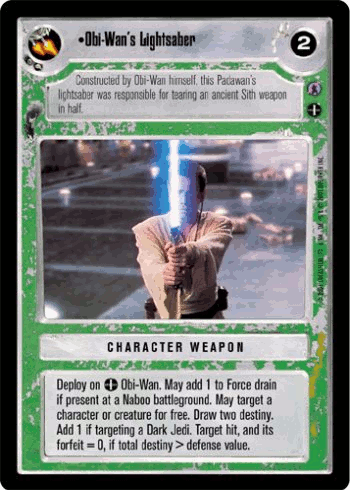 •Obi-Wan's Lightsaber
2
Constructed by Obi-Wan himself, this Padawan's
lightsaber was responsible for tearing an ancient Sith weapon
in half.
CHARACTER WEAPON
Deploy on Obi-Wan. May add 1 to Force drain
if present at a Naboo battleground. May target a
character or creature for free. Draw two destiny.
Add 1 if targeting a Dark Jedi. Target hit, and its
forfeit = 0, if total destiny > defense value.